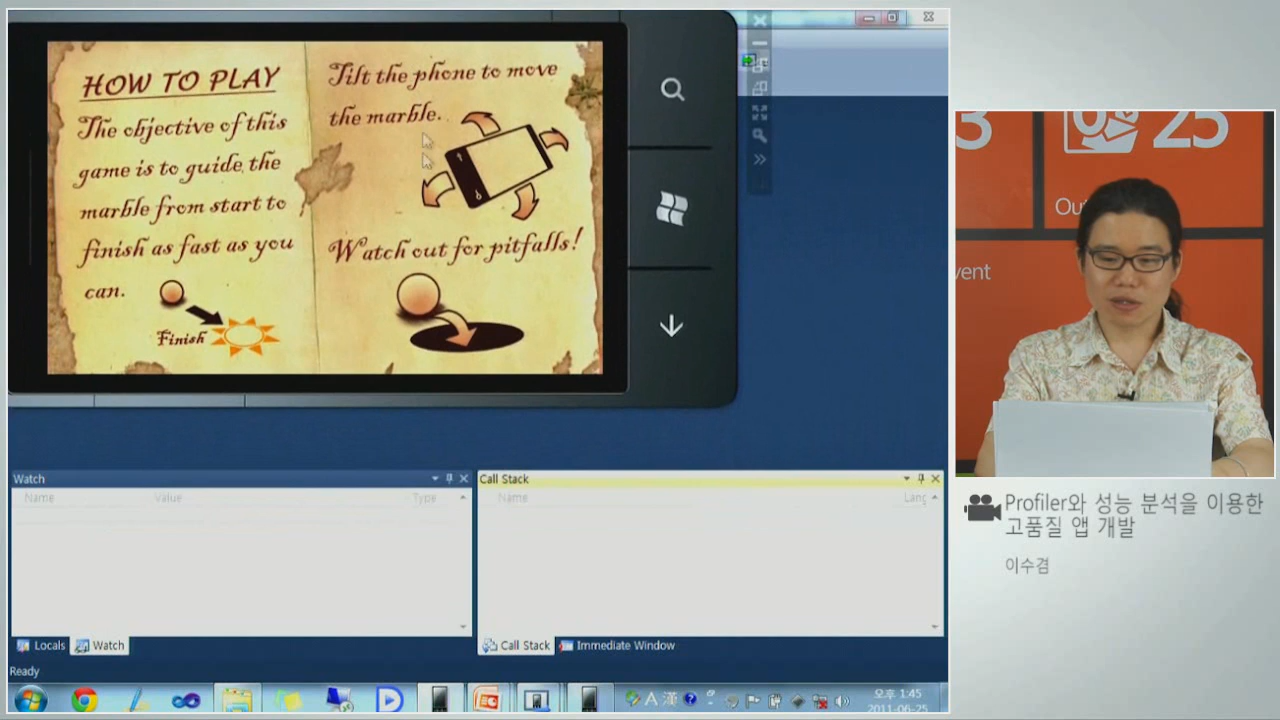 HOW TO PLAY
The objective of this
game is to guide the
marble from start to
finish as fast as you
can.
Finish
Tilt the phone to move
the marble.
Watch out for pitfalls!
Watch
Name Value Type
Call Stack
Name Lang
Locals
Watch
Call Stack
Immediate Window
Ready
A 漢
오후 1:45
2011-06-25
3
25
Ou
vent
Profiler와 성능 분석을 이용한
고품질 앱 개발
이수겸